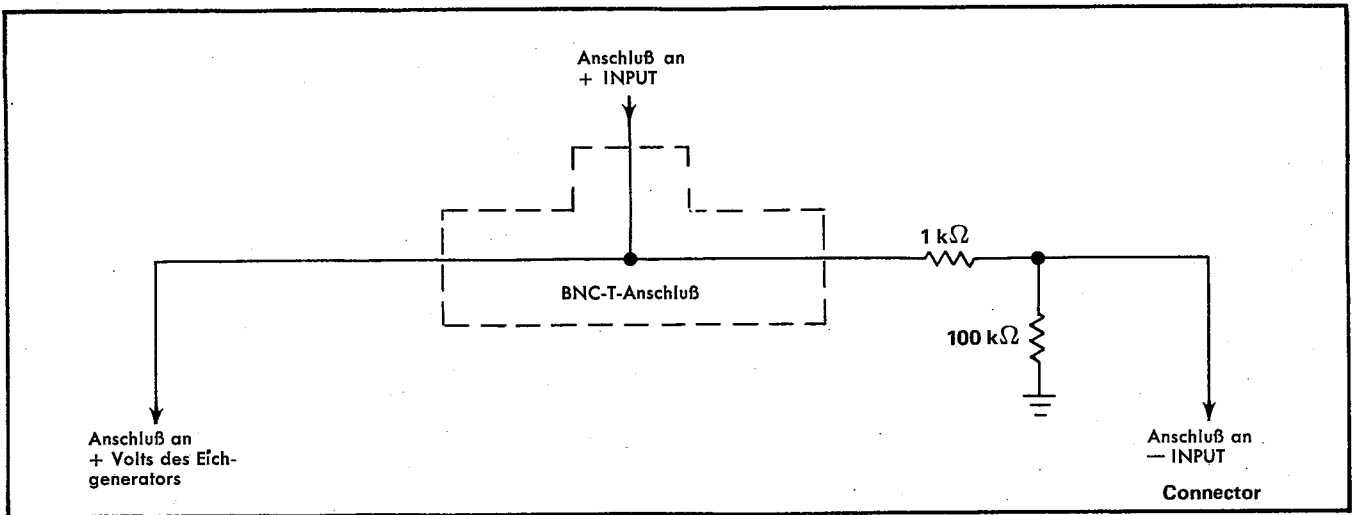 Anschluß an
+ INPUT
1 kΩ
BNC-T-Anschluß
100 kΩ
Anschluß an
+ Volts des Eich-
generators
Anschluß an
— INPUT
Connector